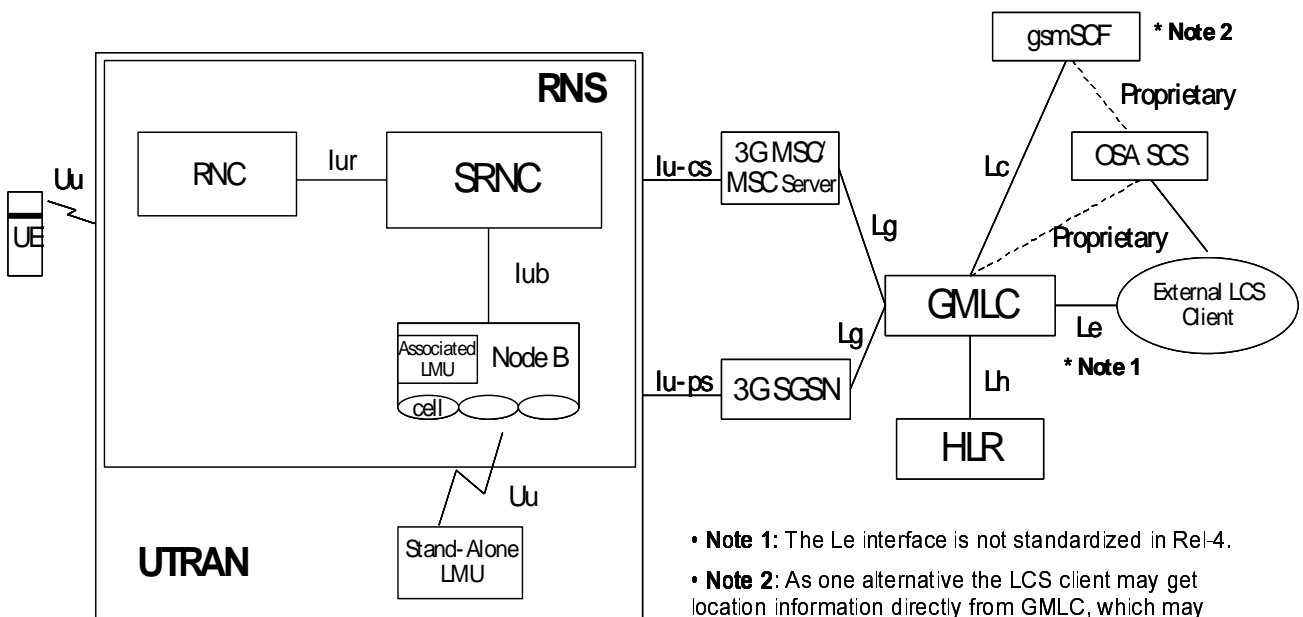 gsmSCF
* Note 2
RNS
Proprietary
RNC
Iur
SRNC
Iu-cs
3G MSC/
MSC Server
OSA SCS
Lc
Uu
UE
Lg
Proprietary
Iub
GMLC
External LCS
Client
Le
Associated
LMU
Node B
Lg
* Note 1
Iu-ps
3G SGSN
Lh
cell
HLR
Uu
UTRAN
Stand-Alone
LMU
• Note 1: The Le interface is not standardized in Rel-4.
• Note 2: As one alternative the LCS client may get
location information directly from GMLC, which may